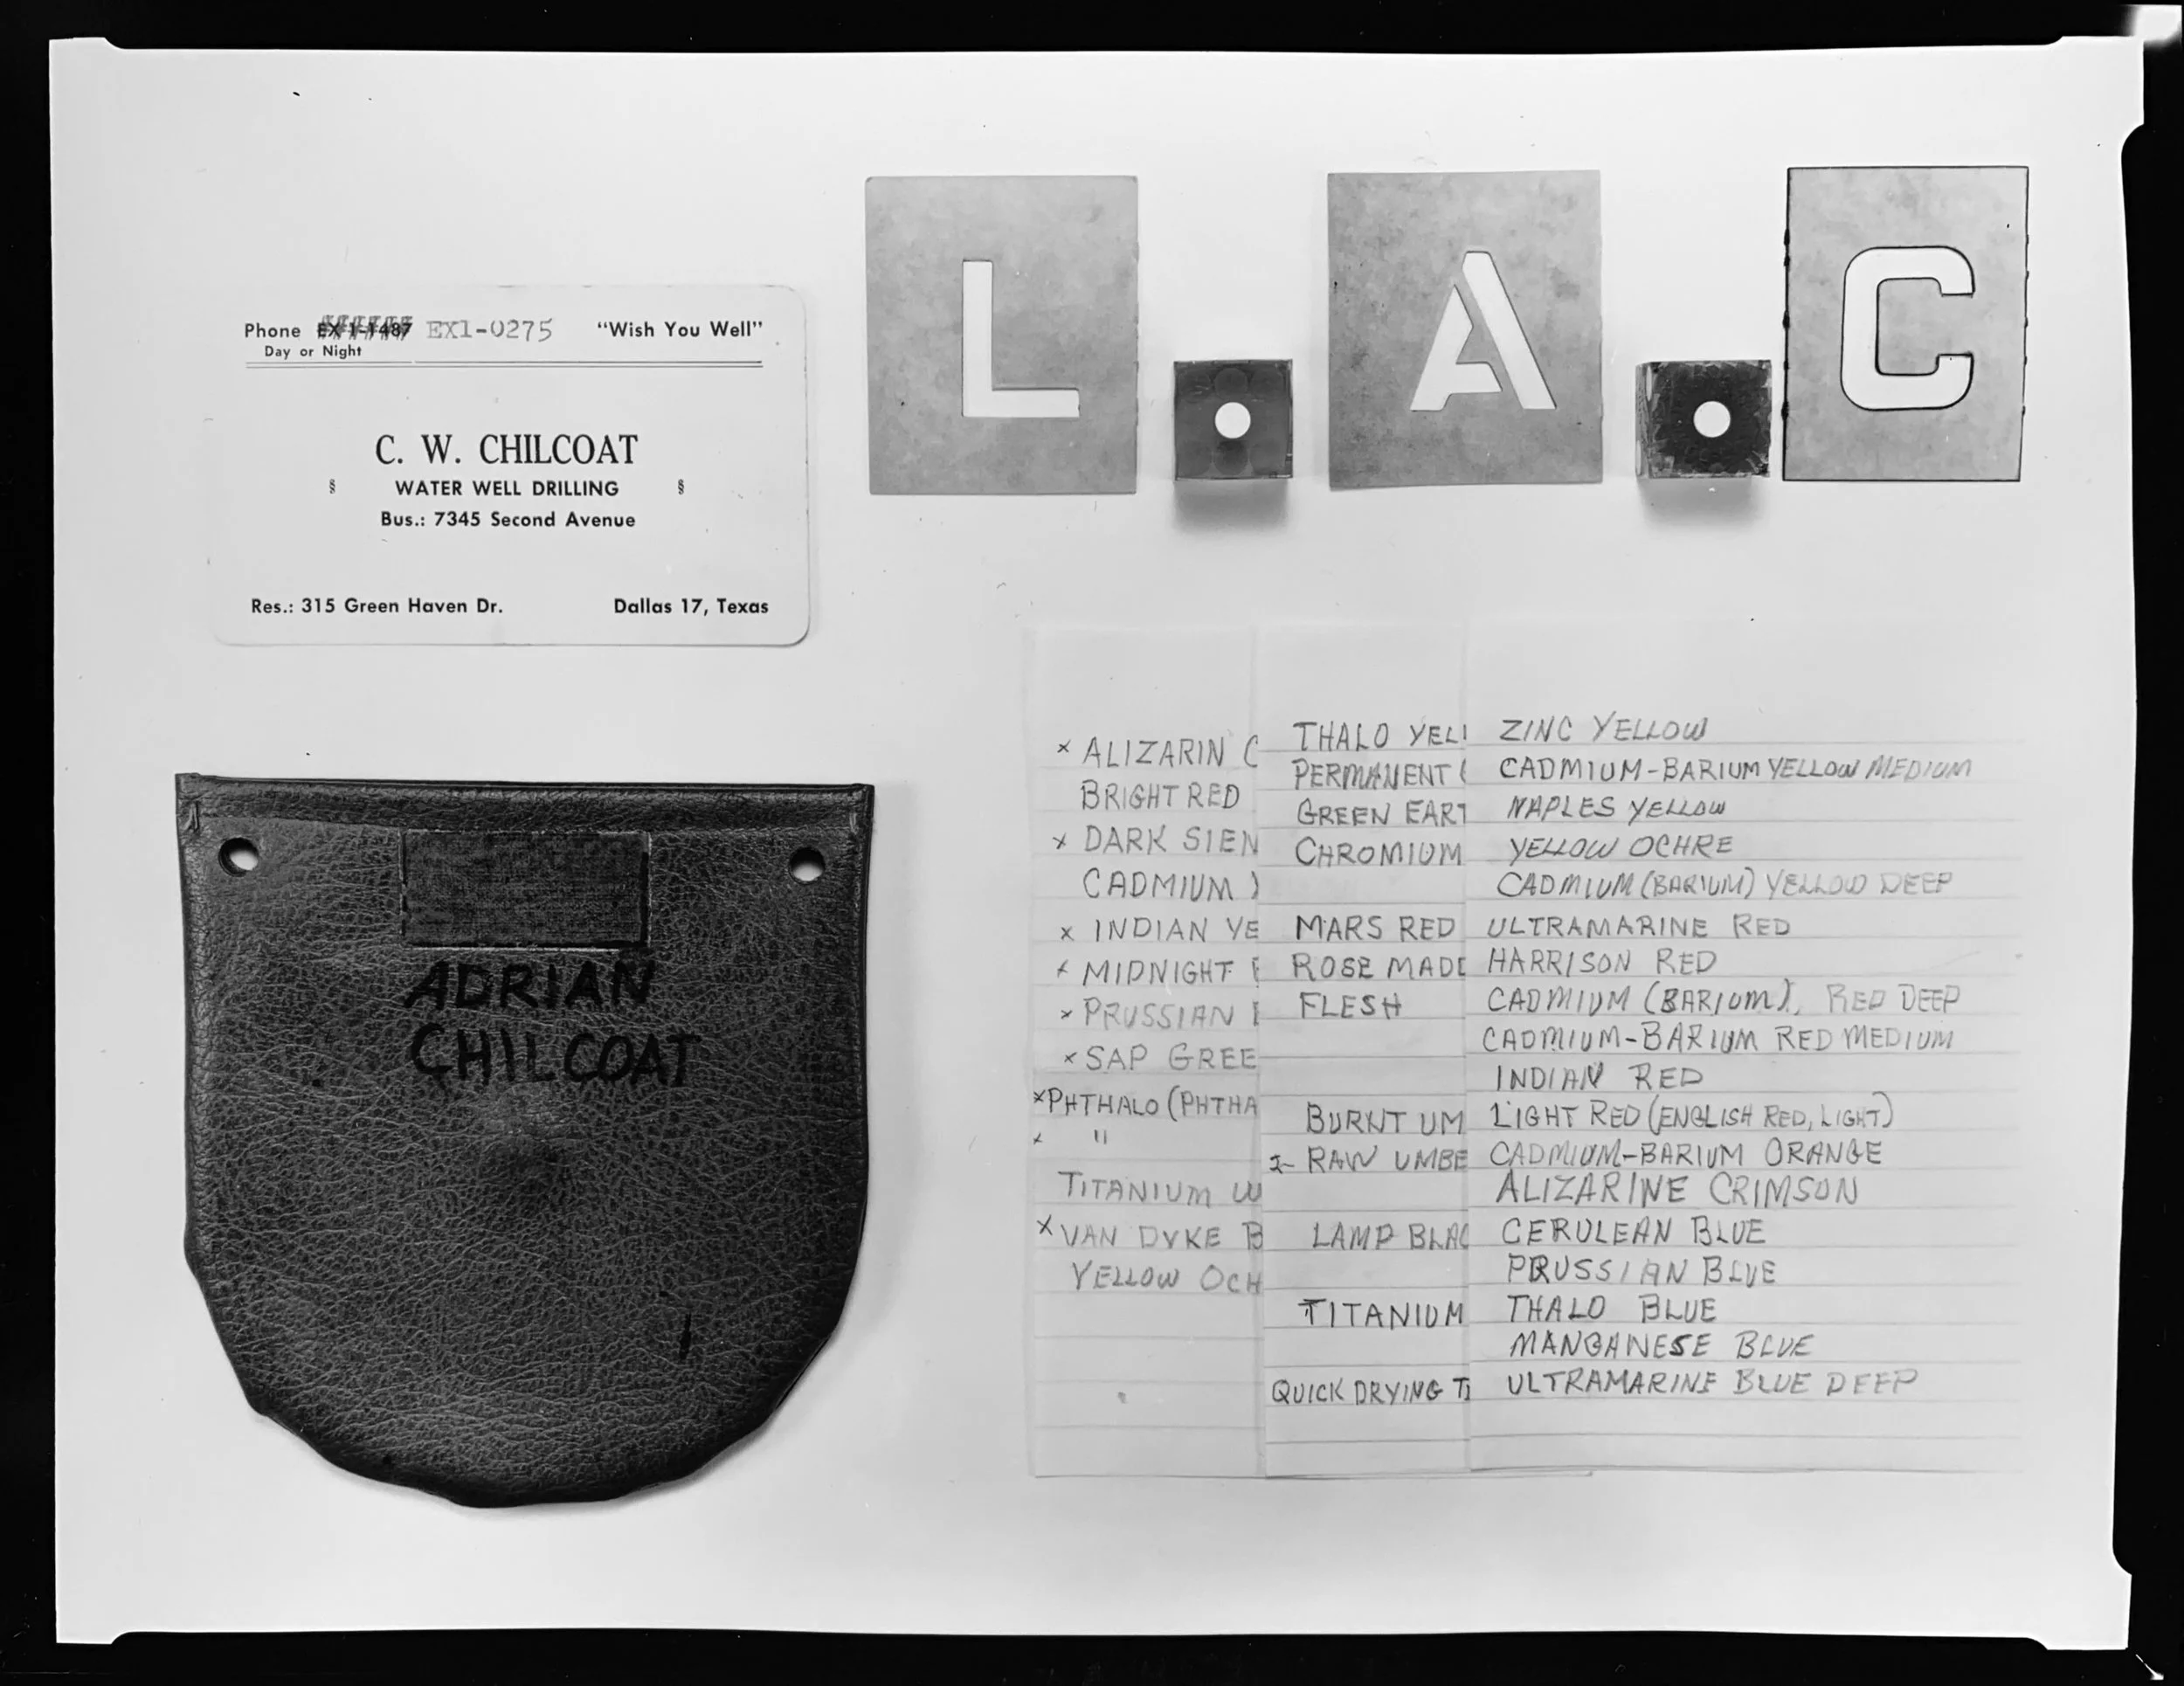 Phone EX 1-1487 EX1-0275 "Wish You Well"
Day or Night
C. W. CHILCOAT
§ WATER WELL DRILLING §
Bus.: 7345 Second Avenue
Res.: 315 Green Haven Dr. Dallas 17, Texas
L A C
ADRIAN
CHILCOAT
x ALIZARIN C
BRIGHT RED
x DARK SIEN
CADMIUM Y
x INDIAN YE
x MIDNIGHT
x PRUSSIAN
x SAP GREE
x PHTHALO (PHTHA
x "
TITANIUM W
x VAN DYKE B
YELLOW OCH
THALO YEL
PERMANENT
GREEN EART
CHROMIUM
MARS RED
ROSE MADD
FLESH
BURNT UM
RAW UMBE
LAMP BLAC
TITANIUM
QUICK DRYING TI
ZINC YELLOW
CADMIUM-BARIUM YELLOW MEDIUM
NAPLES YELLOW
YELLOW OCHRE
CADMIUM (BARIUM) YELLOW DEEP
ULTRAMARINE RED
HARRISON RED
CADMIUM (BARIUM), RED DEEP
CADMIUM-BARIUM RED MEDIUM
INDIAN RED
LIGHT RED (ENGLISH RED, LIGHT)
CADMIUM-BARIUM ORANGE
ALIZARINE CRIMSON
CERULEAN BLUE
PRUSSIAN BLUE
THALO BLUE
MANGANESE BLUE
ULTRAMARINE BLUE DEEP